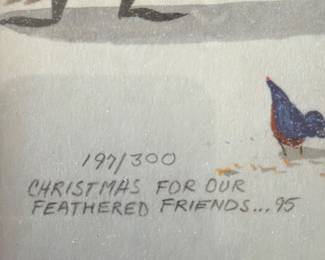 197/300
CHRISTMAS FOR OUR
FEATHERED FRIENDS...95